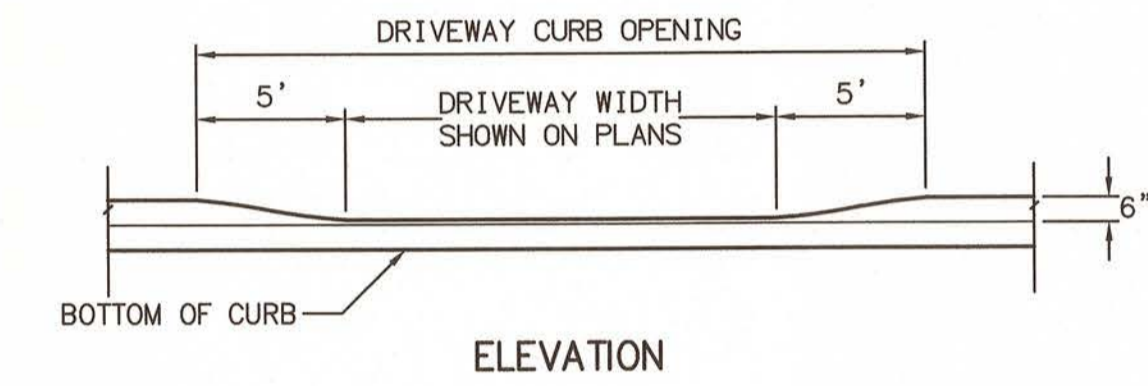 DRIVEWAY CURB OPENING
5'
DRIVEWAY WIDTH
SHOWN ON PLANS
5'
6"
BOTTOM OF CURB
ELEVATION